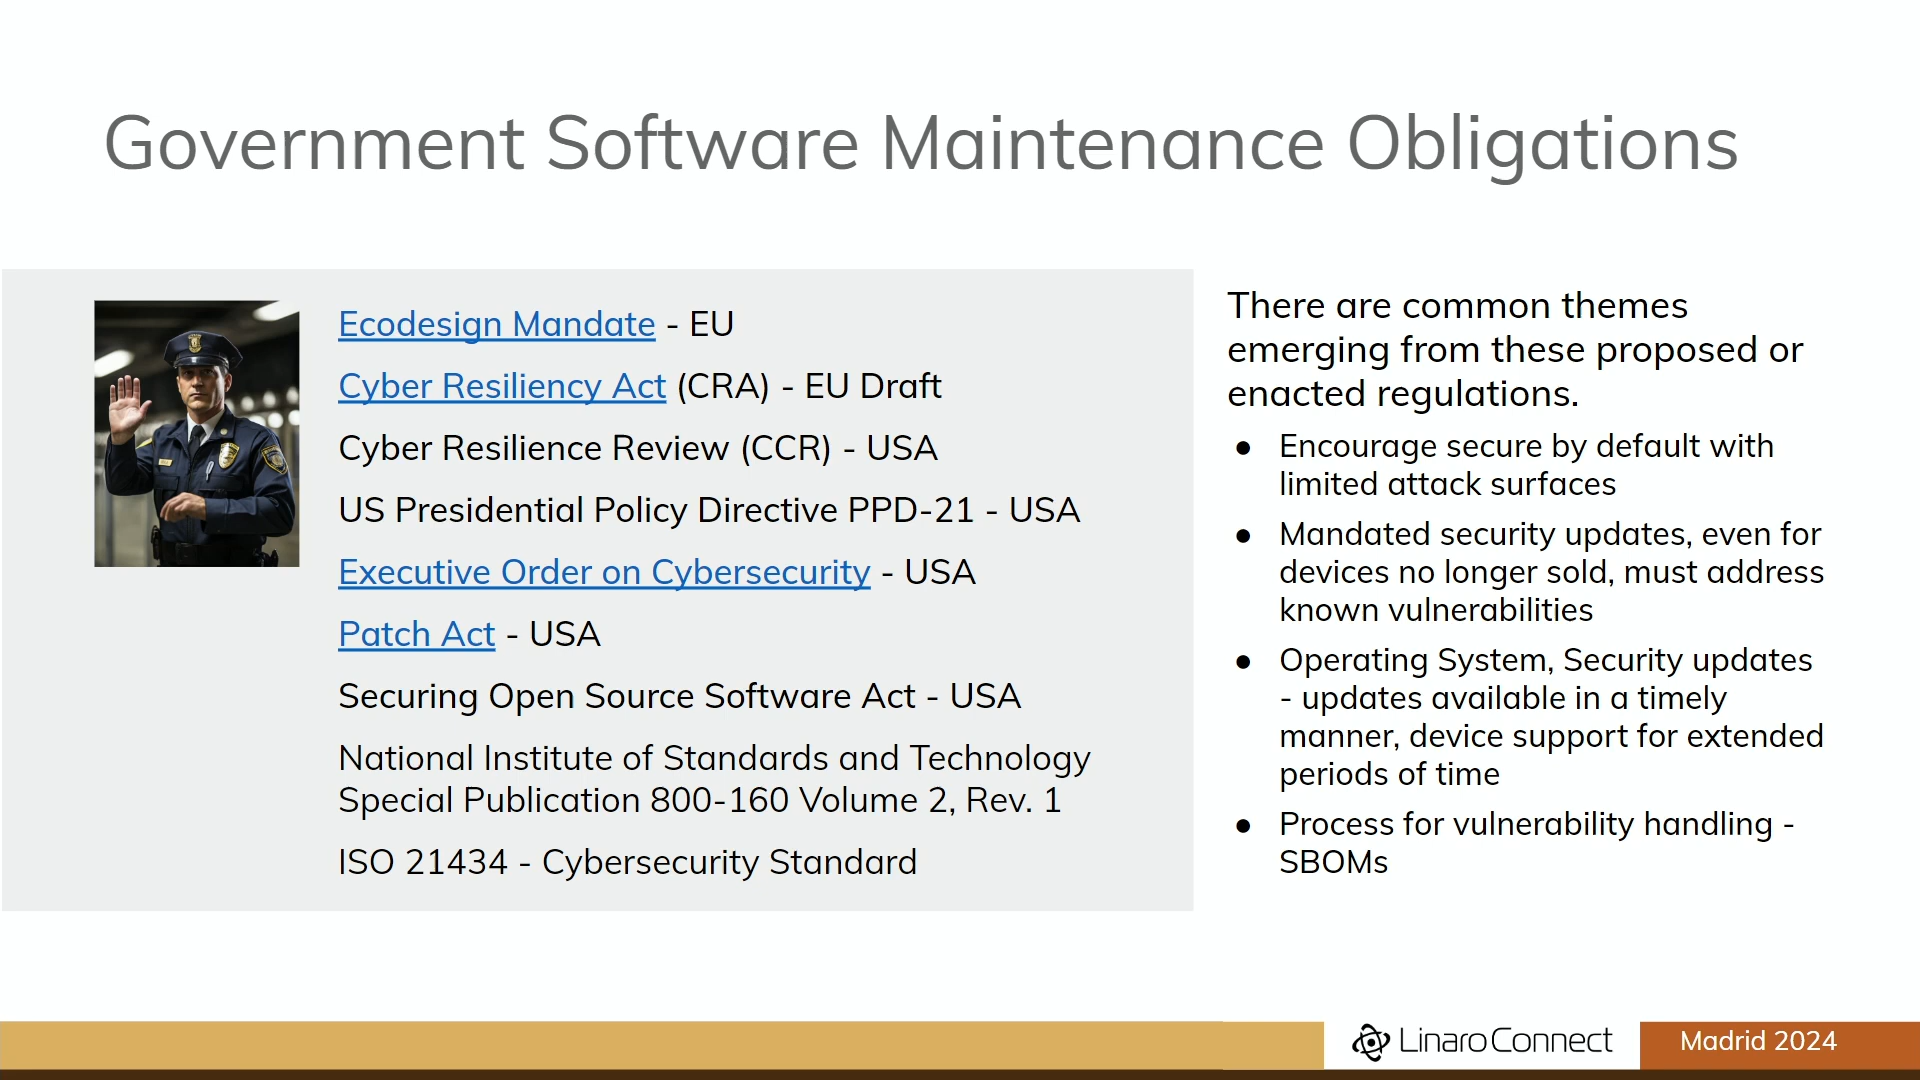 Government Software Maintenance Obligations
Ecodesign Mandate - EU
Cyber Resiliency Act (CRA) - EU Draft
Cyber Resilience Review (CCR) - USA
US Presidential Policy Directive PPD-21 - USA
Executive Order on Cybersecurity - USA
Patch Act - USA
Securing Open Source Software Act - USA
National Institute of Standards and Technology
Special Publication 800-160 Volume 2, Rev. 1
ISO 21434 - Cybersecurity Standard
There are common themes
emerging from these proposed or
enacted regulations.
● Encourage secure by default with
limited attack surfaces
● Mandated security updates, even for
devices no longer sold, must address
known vulnerabilities
● Operating System, Security updates
- updates available in a timely
manner, device support for extended
periods of time
● Process for vulnerability handling -
SBOMs
Linaro Connect
Madrid 2024